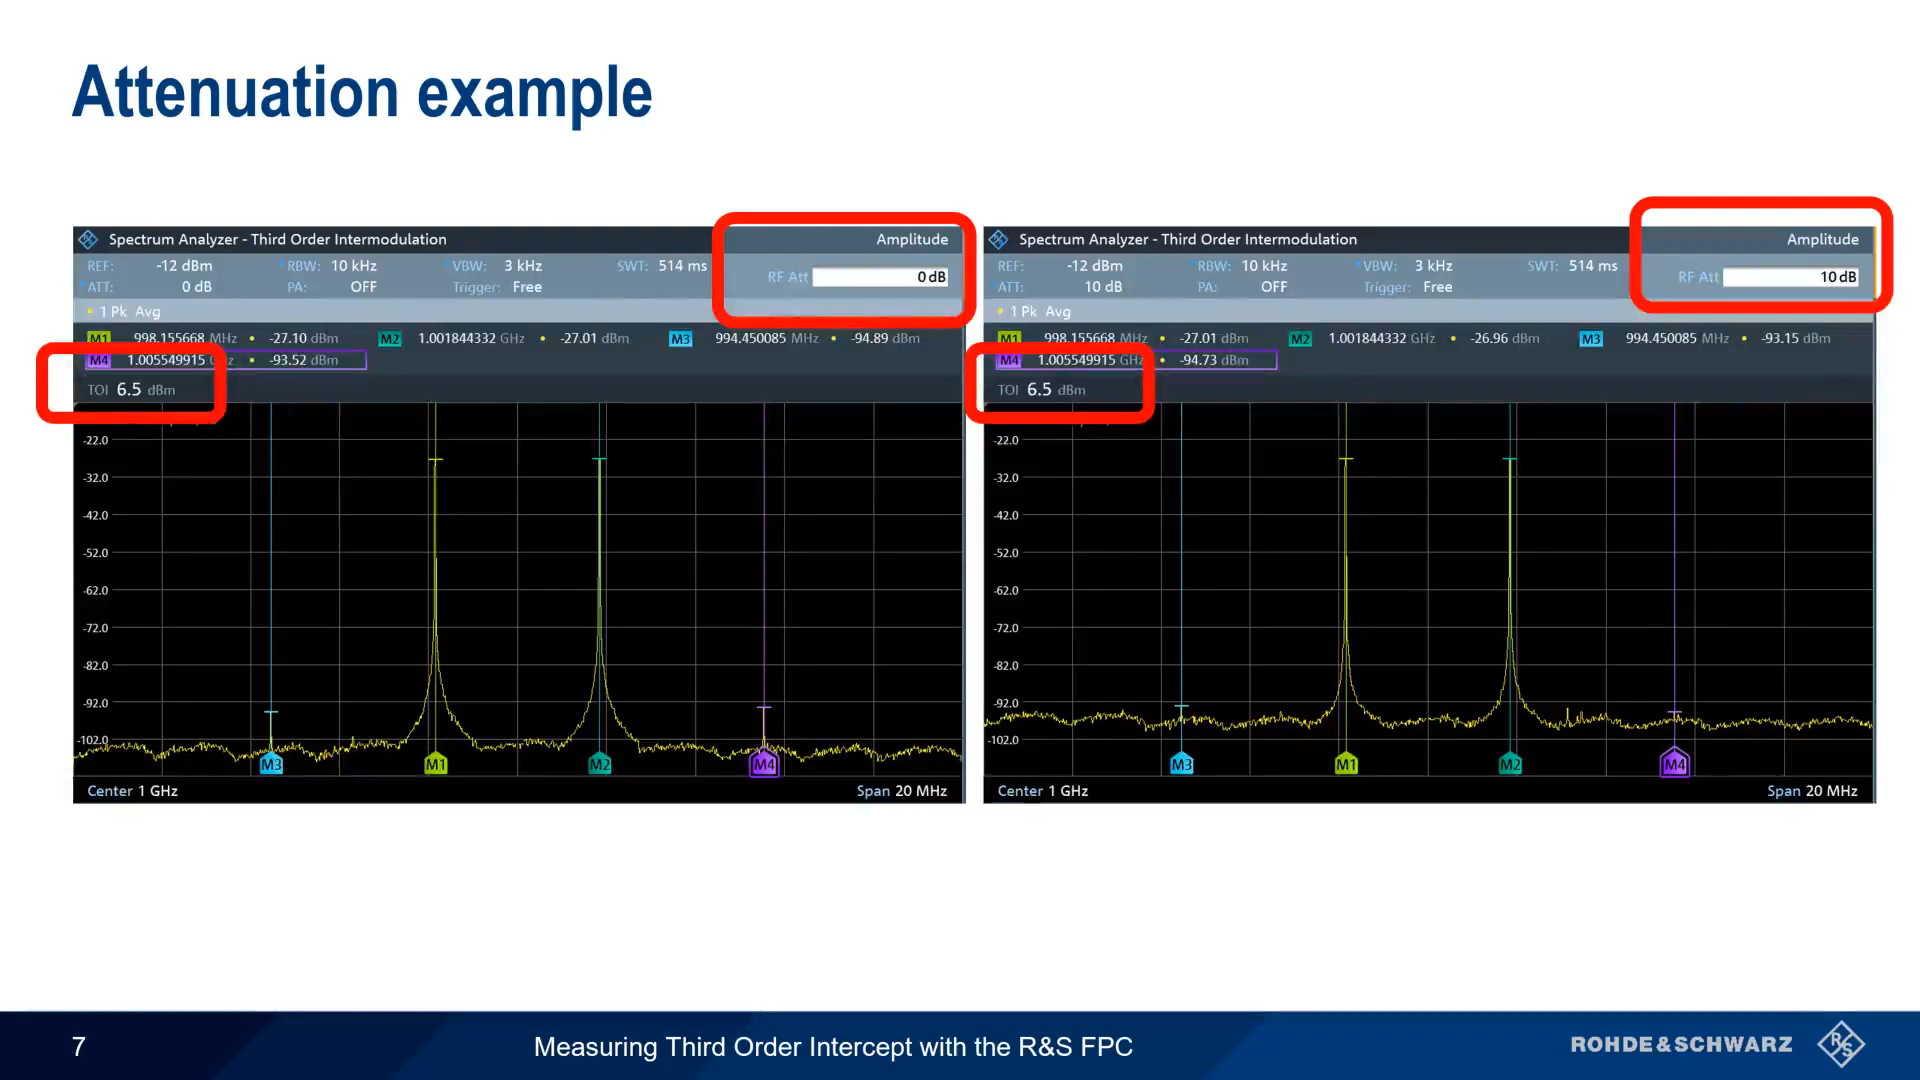 Attenuation example
Spectrum Analyzer - Third Order Intermodulation
Amplitude
REF: -12 dBm RBW: 10 kHz VBW: 3 kHz SWT: 514 ms
RF Att 0 dB
ATT: 0 dB PA: OFF Trigger: Free
1 Pk Avg
M1 998.155668 MHz -27.10 dBm M2 1.001844332 GHz -27.01 dBm M3 994.450085 MHz -94.89 dBm
M4 1.005549915 -93.52 dBm
TOI 6.5 dBm
-22.0
-32.0
-42.0
-52.0
-62.0
-72.0
-82.0
-92.0
-102.0
M3 M1 M2 M4
Center 1 GHz Span 20 MHz
Spectrum Analyzer - Third Order Intermodulation
Amplitude
REF: -12 dBm RBW: 10 kHz VBW: 3 kHz SWT: 514 ms
RF Att 10 dB
ATT: 10 dB PA: OFF Trigger: Free
1 Pk Avg
M1 998.155668 MHz -27.01 dBm M2 1.001844332 GHz -26.96 dBm M3 994.450085 MHz -93.15 dBm
M4 1.005549915 GHz -94.73 dBm
TOI 6.5 dBm
-22.0
-32.0
-42.0
-52.0
-62.0
-72.0
-82.0
-92.0
-102.0
M3 M1 M2 M4
Center 1 GHz Span 20 MHz
7 Measuring Third Order Intercept with the R&S FPC ROHDE&SCHWARZ